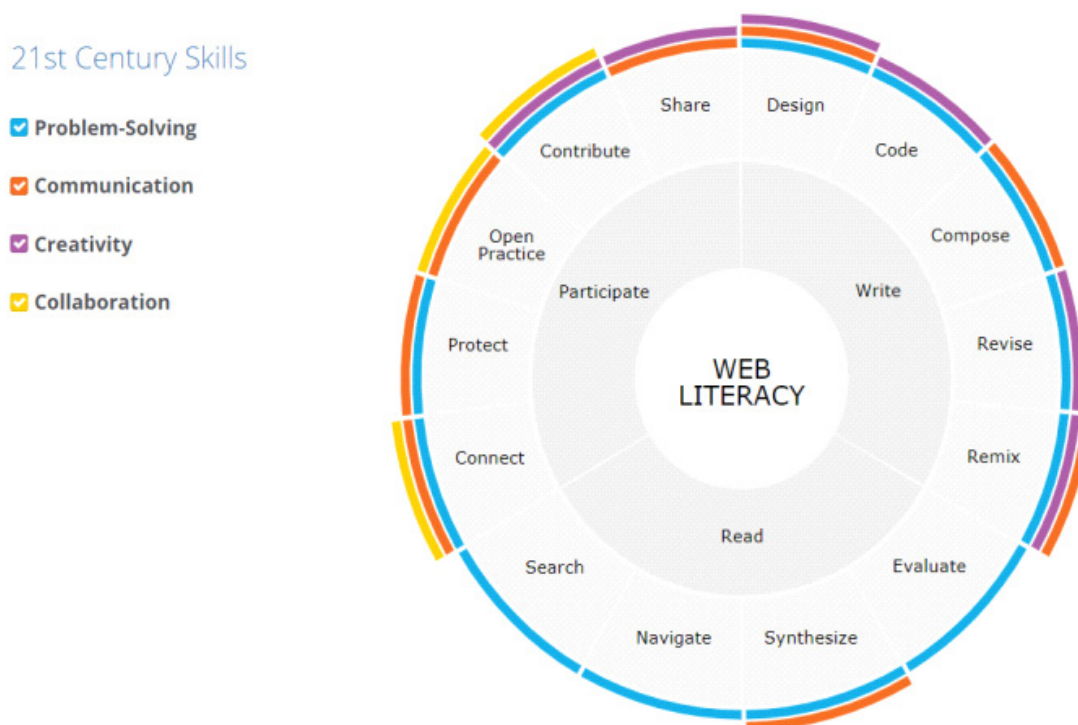 21st Century Skills
Problem-Solving
Communication
Creativity
Collaboration
Share
Design
Contribute
Code
Open
Practice
Compose
Participate
Write
Protect
Revise
WEB
LITERACY
Connect
Remix
Read
Search
Evaluate
Navigate
Synthesize